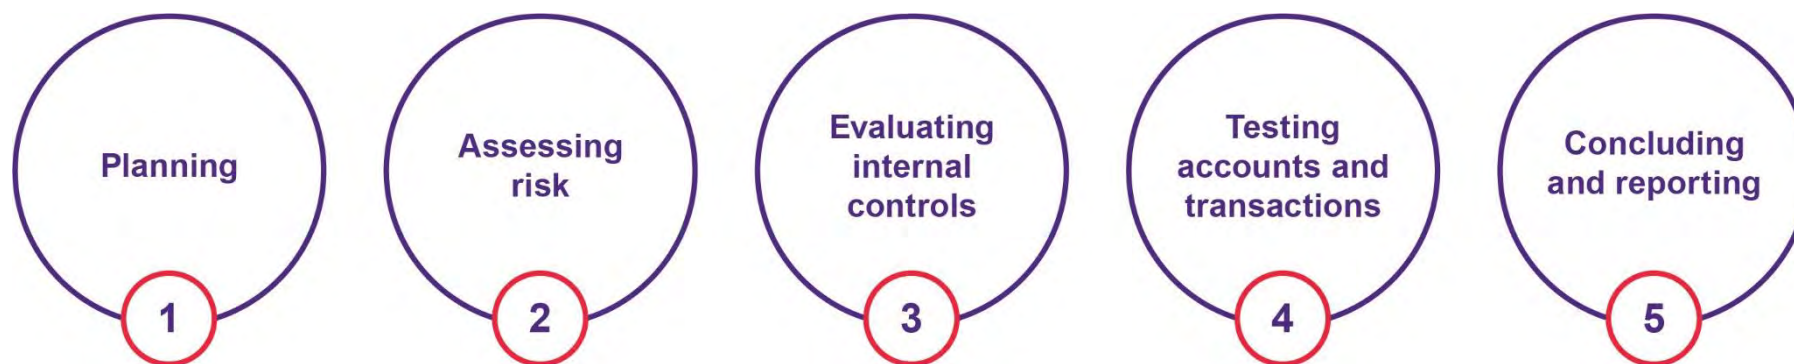 Planning
1
Assessing
risk
2
Evaluating
internal
controls
3
Testing
accounts and
transactions
4
Concluding
and reporting
5